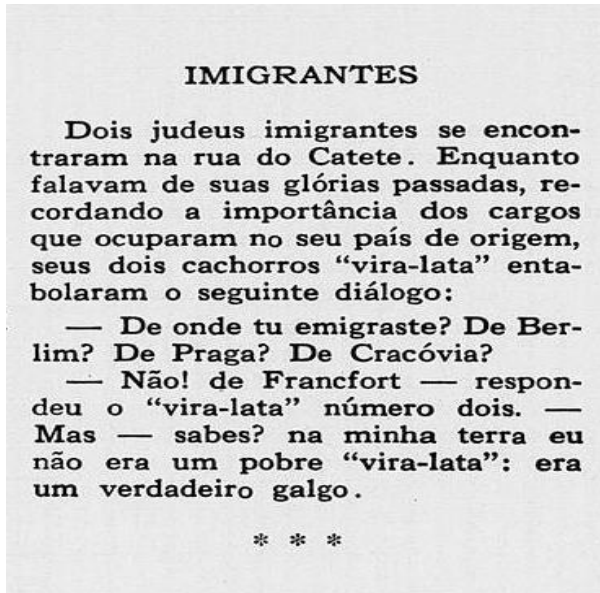 IMIGRANTES
Dois judeus imigrantes se encon-
traram na rua do Catete. Enquanto
falavam de suas glórias passadas, re-
cordando a importância dos cargos
que ocuparam no seu país de origem,
seus dois cachorros “vira-lata” enta-
bolaram o seguinte diálogo:
— De onde tu emigraste? De Ber-
lim? De Praga? De Cracóvia?
— Não! de Francfort — respon-
deu o “vira-lata” número dois. —
Mas — sabes? na minha terra eu
não era um pobre “vira-lata”: era
um verdadeiro galgo.
* * *